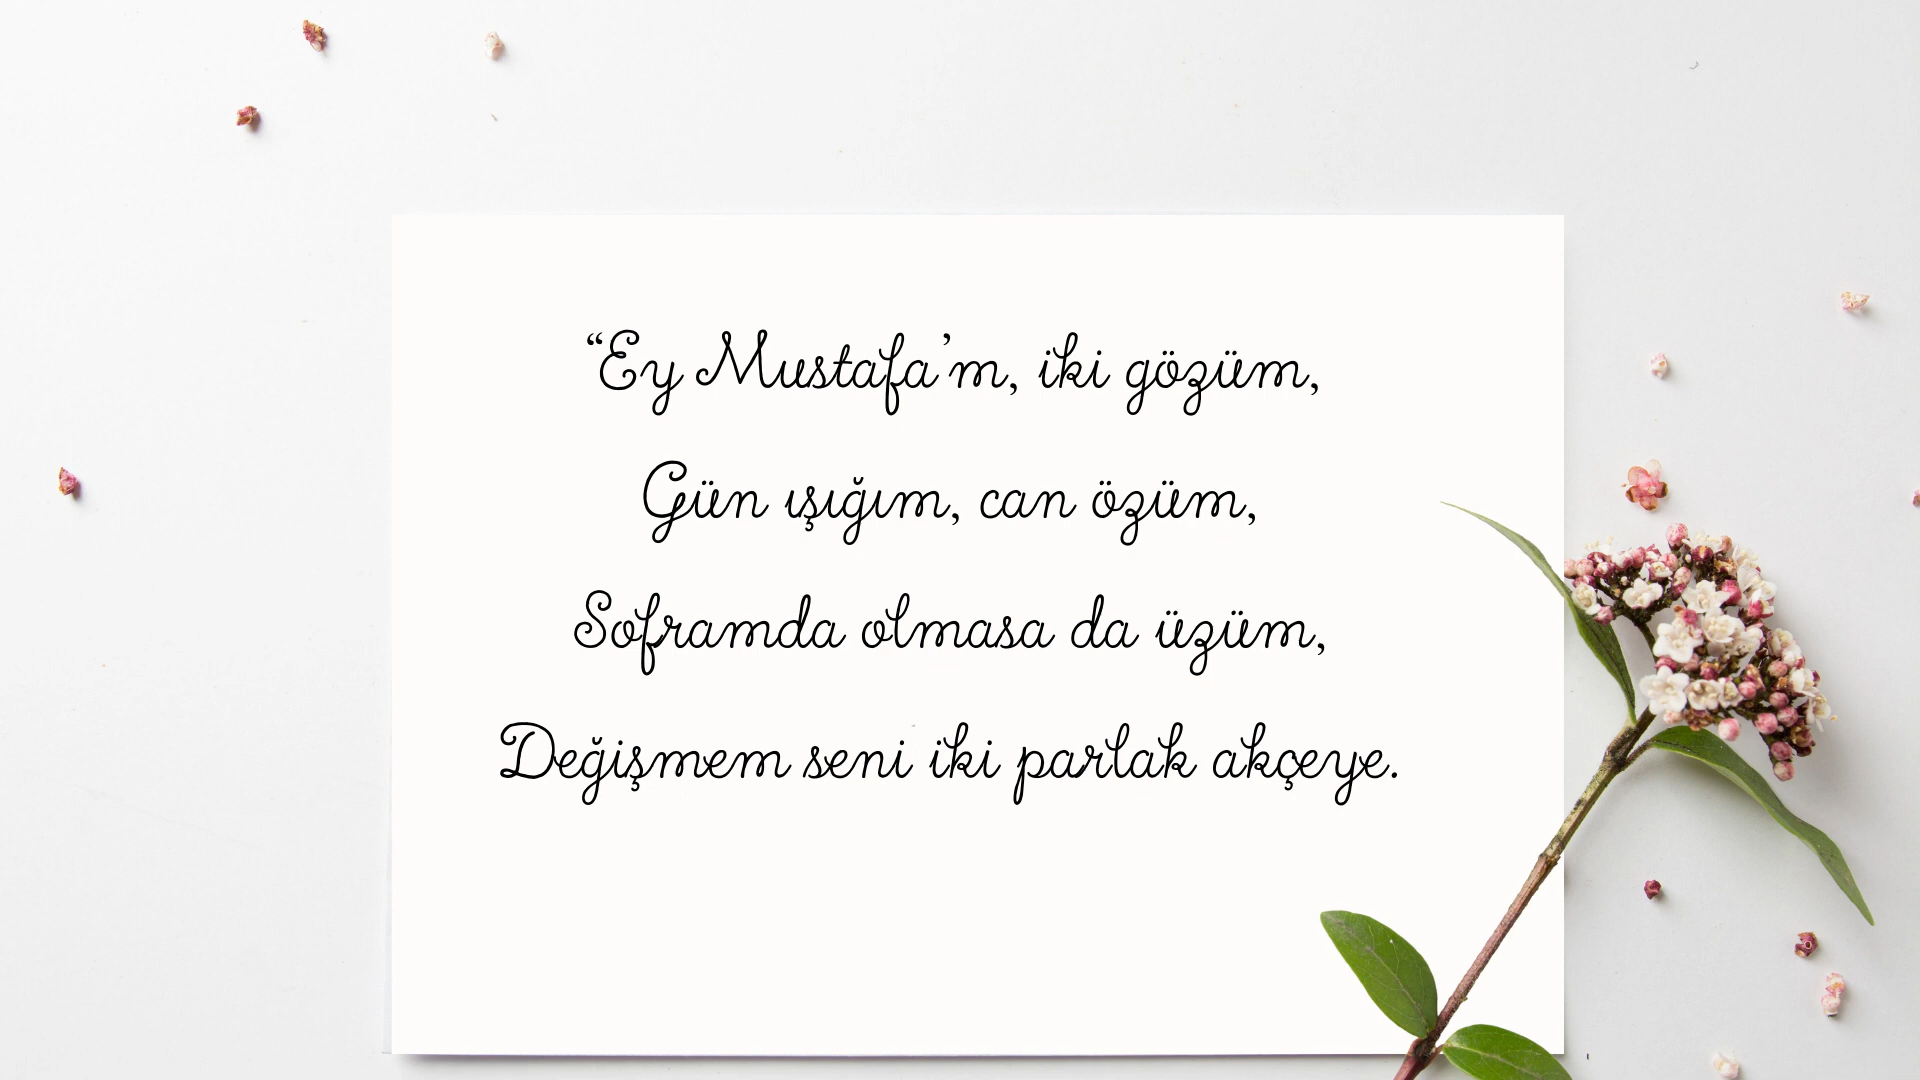 “Ey Mustafa’m, iki gözüm,
Gün ışığım, can özüm,
Soframda olmasa da üzüm,
Değişmem seni iki parlak akçeye.